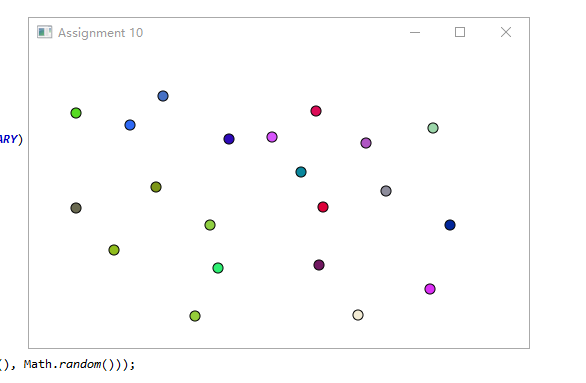 Assignment 10
ARY)
(), Math.random()));